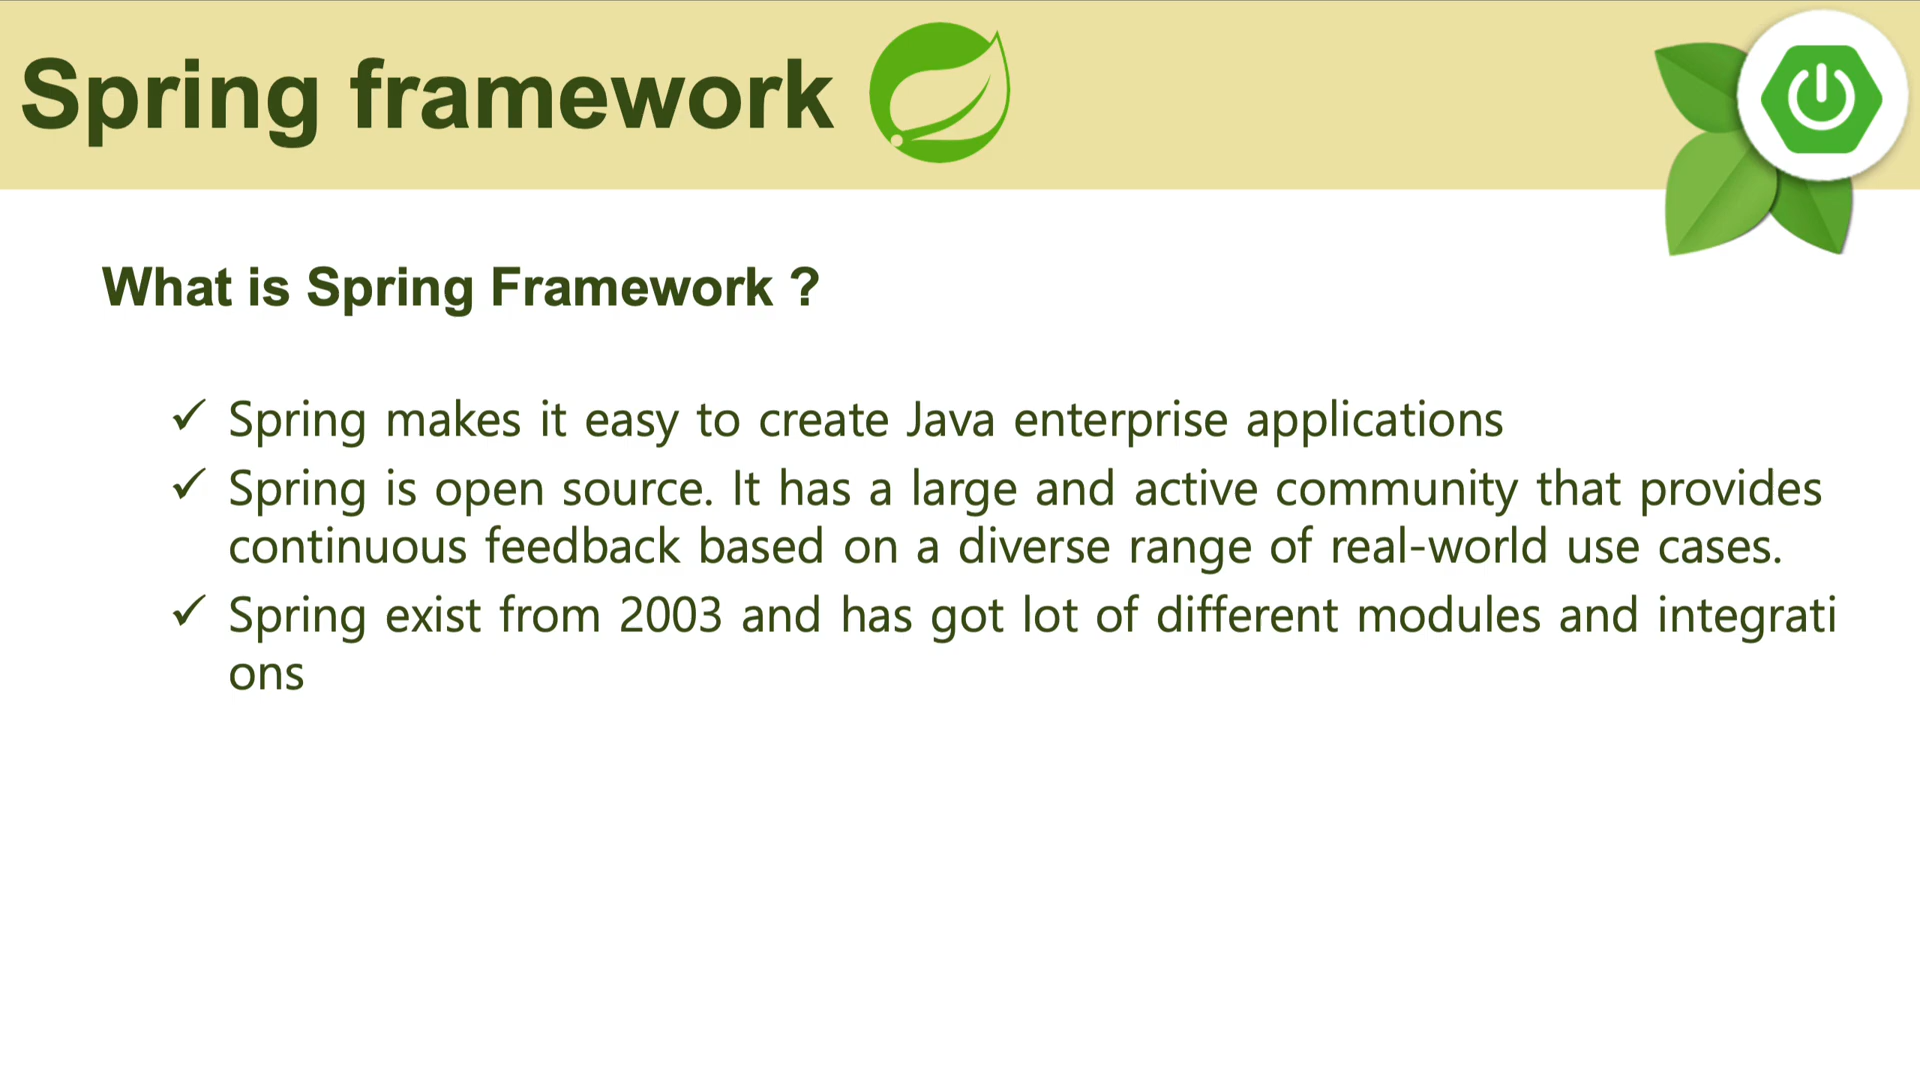 Spring framework
What is Spring Framework ?
✓ Spring makes it easy to create Java enterprise applications
✓ Spring is open source. It has a large and active community that provides
continuous feedback based on a diverse range of real-world use cases.
✓ Spring exist from 2003 and has got lot of different modules and integrati
ons